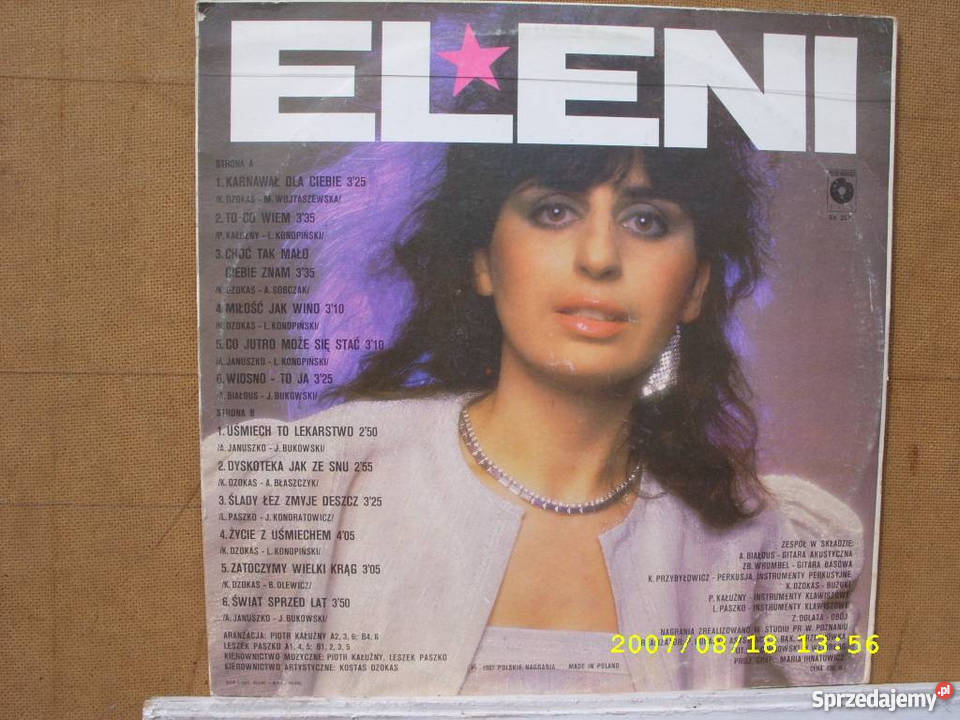 ELENI
STRONA A
1. KARNAWAŁ DLA CIEBIE 3'25
/K. DZOKAS - M. WOJTASZEWSKA/
2. TO CO WIEM 3'35
/P. KAŁUŻNY - L. KONOPIŃSKI/
3. CHOĆ TAK MAŁO
CIEBIE ZNAM 3'35
/K. DZOKAS - A. SOBCZAK/
4. MIŁOŚĆ JAK WINO 3'10
/K. DZOKAS - L. KONOPIŃSKI/
5. CO JUTRO MOŻE SIĘ STAĆ 3'10
/A. JANUSZKO - L. KONOPIŃSKI/
6. WIOSNO - TO JA 3'25
/A. BIAŁOUS - J. BUKOWSKI/
STRONA B
1. UŚMIECH TO LEKARSTWO 2'50
/A. JANUSZKO - J. BUKOWSKI/
2. DYSKOTEKA JAK ZE SNU 2'55
/K. DZOKAS - A. BŁASZCZYK/
3. ŚLADY ŁEZ ZMYJE DESZCZ 3'25
/L. PASZKO - J. KONDRATOWICZ/
4. ŻYCIE Z UŚMIECHEM 4'05
/K. DZOKAS - L. KONOPIŃSKI/
5. ZATOCZYMY WIELKI KRĄG 3'05
/K. DZOKAS - B. OLEWICZ/
6. ŚWIAT SPRZED LAT 3'50
/A. JANUSZKO - J. BUKOWSKI/
ARANŻACJA: PIOTR KAŁUŻNY A2, 3, 6; B4, 6
LESZEK PASZKO A1, 4, 5; B1, 2, 3, 5
KIEROWNICTWO MUZYCZNE: PIOTR KAŁUŻNY, LESZEK PASZKO
KIEROWNICTWO ARTYSTYCZNE: KOSTAS DZOKAS
ZESPÓŁ W SKŁADZIE:
A. BIAŁOUS - GITARA AKUSTYCZNA
ZB. WROMBEL - GITARA BASOWA
K. PRZYBYŁOWICZ - PERKUSJA, INSTRUMENTY PERKUSYJNE
K. DZOKAS - BUZUKI
P. KAŁUŻNY - INSTRUMENTY KLAWISZOWE
L. PASZKO - INSTRUMENTY KLAWISZOWE
Z. DOLATA - OBÓJ
NAGRANIA ZREALIZOWANO W STUDIU PR W POZNANIU
PROJ. GRAF. MARIA IHNATOWICZ
POLSKIE NAGRANIA MADE IN POLAND
2007/08/18 13:56
Sprzedajemy.pl